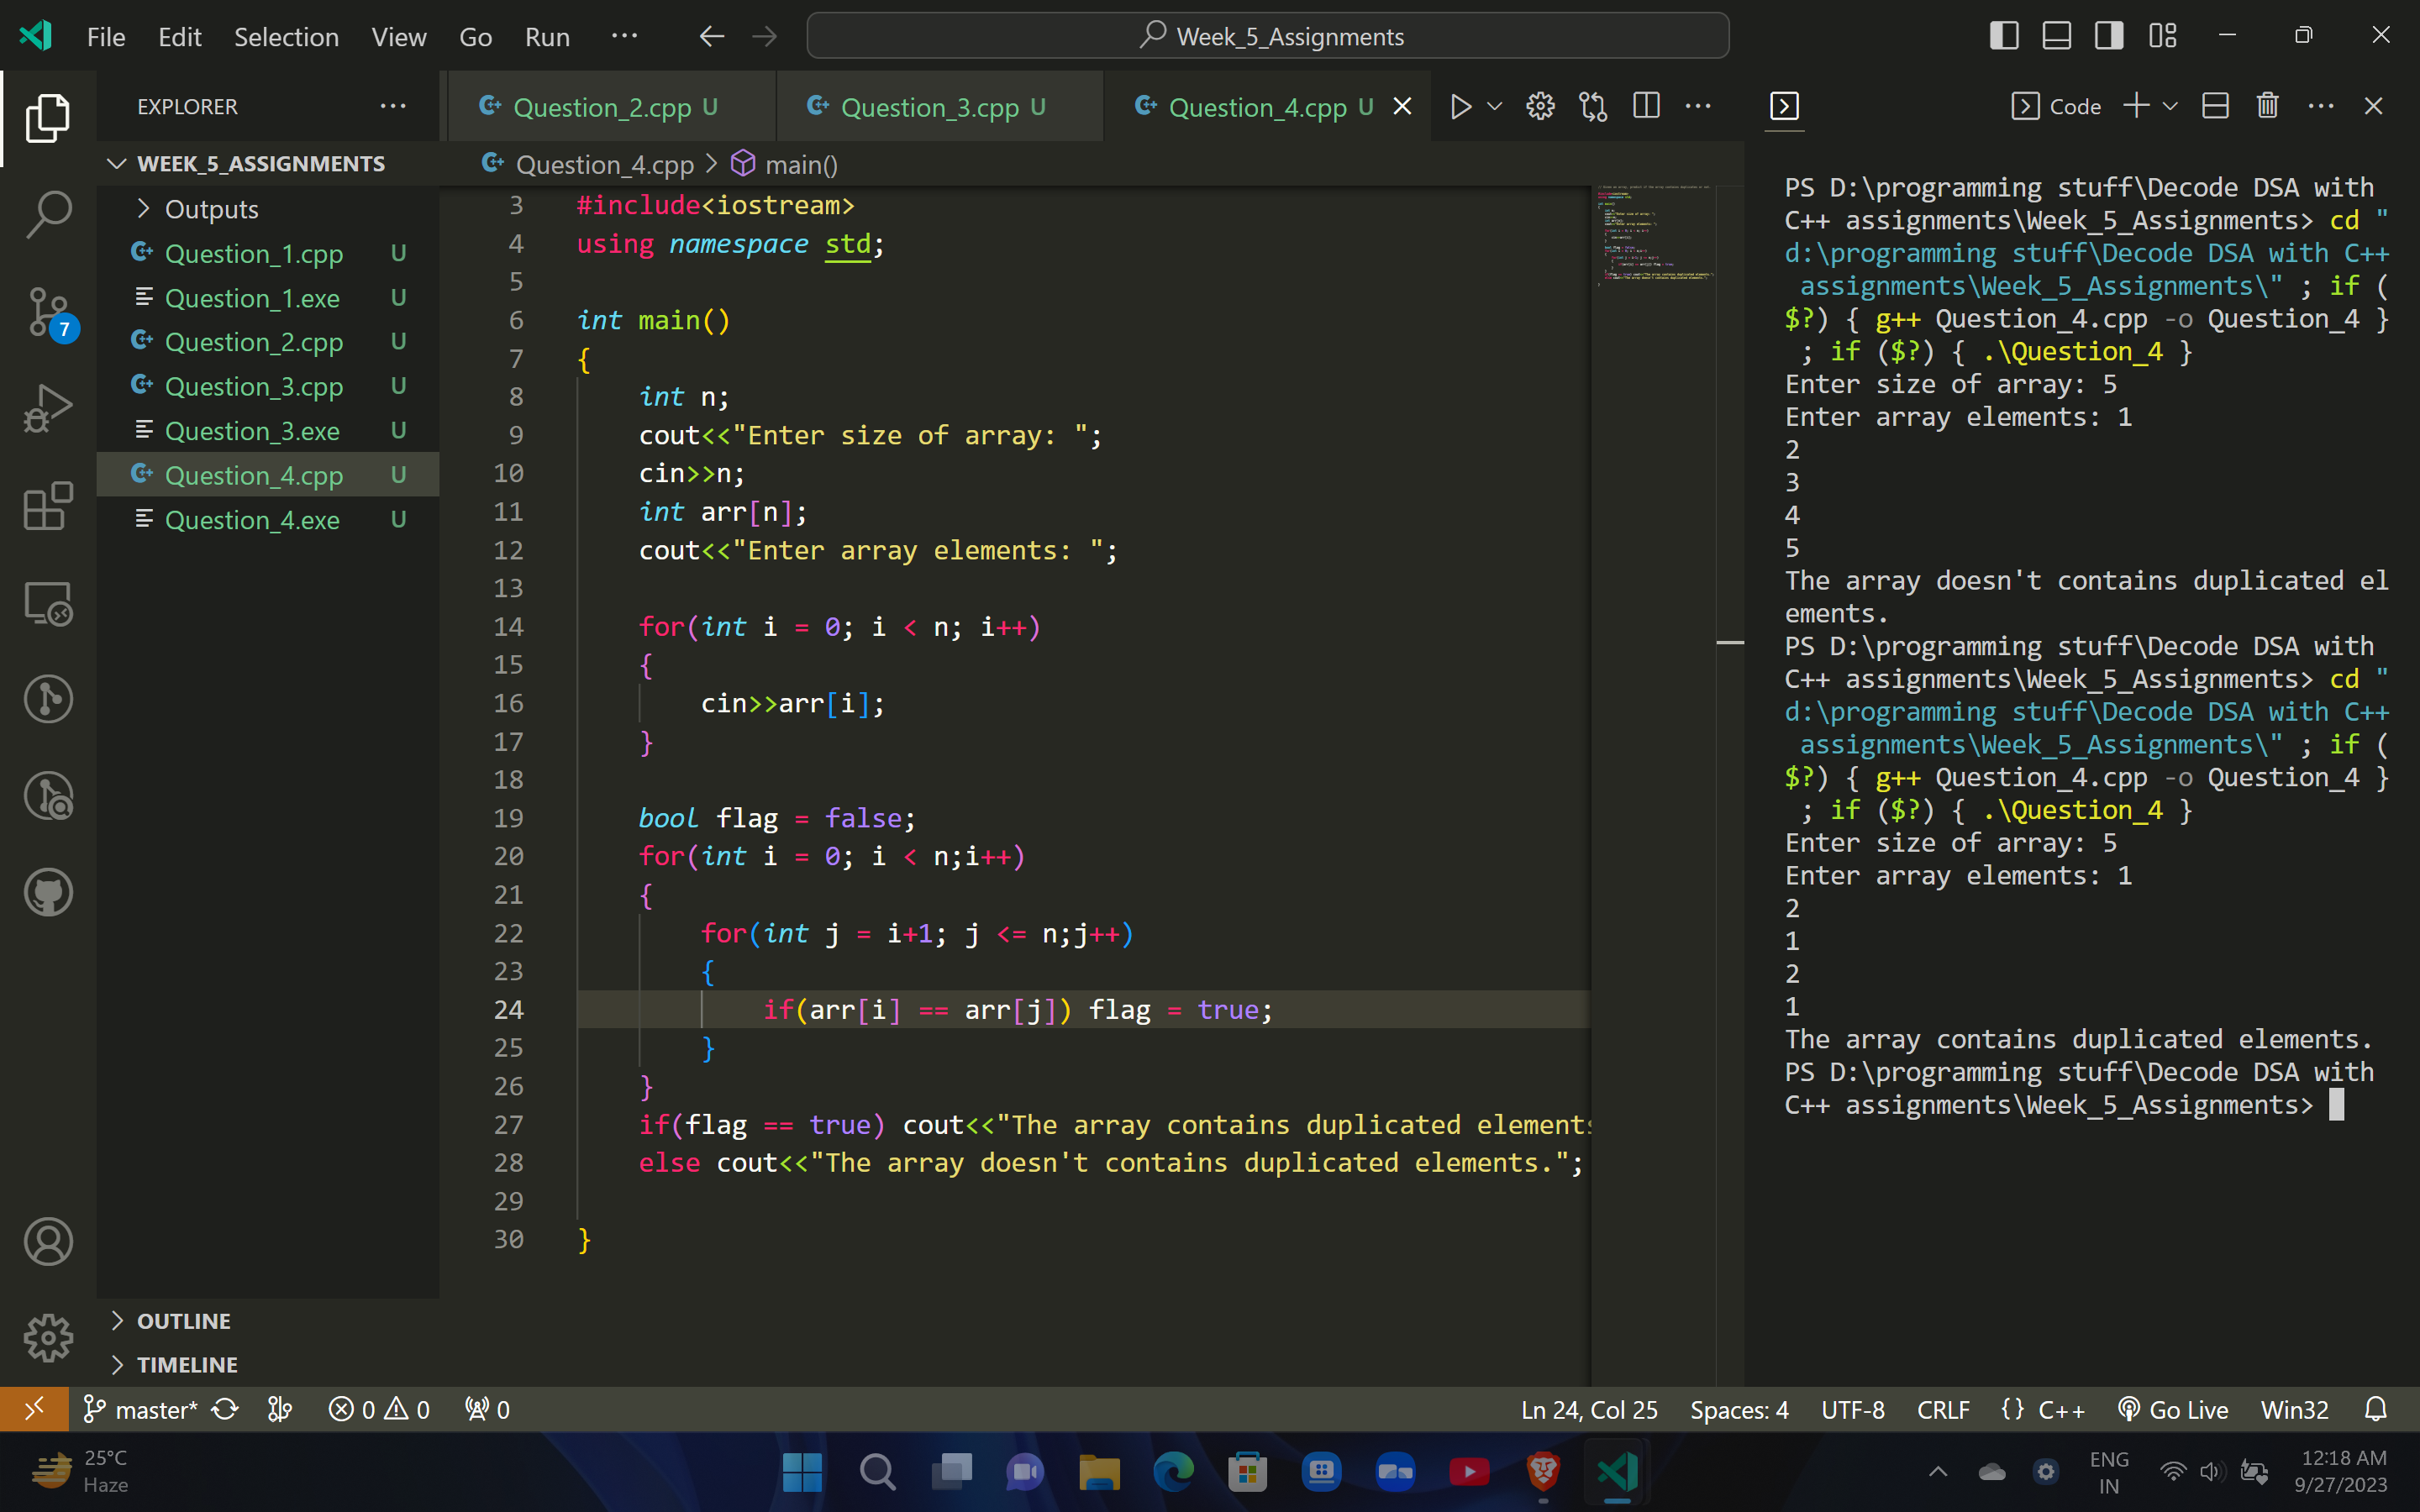 File Edit Selection View Go Run ··· Week_5_Assignments
EXPLORER ···
WEEK_5_ASSIGNMENTS
Outputs
Question_1.cpp U
Question_1.exe U
Question_2.cpp U
Question_3.cpp U
Question_3.exe U
Question_4.cpp U
Question_4.exe U
OUTLINE
TIMELINE
7
Question_2.cpp U Question_3.cpp U Question_4.cpp U
Question_4.cpp > main()
3 #include<iostream>
4 using namespace std;
5
6 int main()
7 {
8 int n;
9 cout<<"Enter size of array: ";
10 cin>>n;
11 int arr[n];
12 cout<<"Enter array elements: ";
13
14 for(int i = 0; i < n; i++)
15 {
16 cin>>arr[i];
17 }
18
19 bool flag = false;
20 for(int i = 0; i < n;i++)
21 {
22 for(int j = i+1; j <= n;j++)
23 {
24 if(arr[i] == arr[j]) flag = true;
25 }
26 }
27 if(flag == true) cout<<"The array contains duplicated elements
28 else cout<<"The array doesn't contains duplicated elements.";
29
30 }
Code
PS D:\programming stuff\Decode DSA with
C++ assignments\Week_5_Assignments> cd "
d:\programming stuff\Decode DSA with C++
assignments\Week_5_Assignments\" ; if (
$?) { g++ Question_4.cpp -o Question_4 }
; if ($?) { .\Question_4 }
Enter size of array: 5
Enter array elements: 1
2
3
4
5
The array doesn't contains duplicated el
ements.
PS D:\programming stuff\Decode DSA with
C++ assignments\Week_5_Assignments> cd "
d:\programming stuff\Decode DSA with C++
assignments\Week_5_Assignments\" ; if (
$?) { g++ Question_4.cpp -o Question_4 }
; if ($?) { .\Question_4 }
Enter size of array: 5
Enter array elements: 1
2
1
2
1
The array contains duplicated elements.
PS D:\programming stuff\Decode DSA with
C++ assignments\Week_5_Assignments>
master* 0 0 0 Ln 24, Col 25 Spaces: 4 UTF-8 CRLF {} C++ Go Live Win32
25°C
Haze
ENG
IN
12:18 AM
9/27/2023